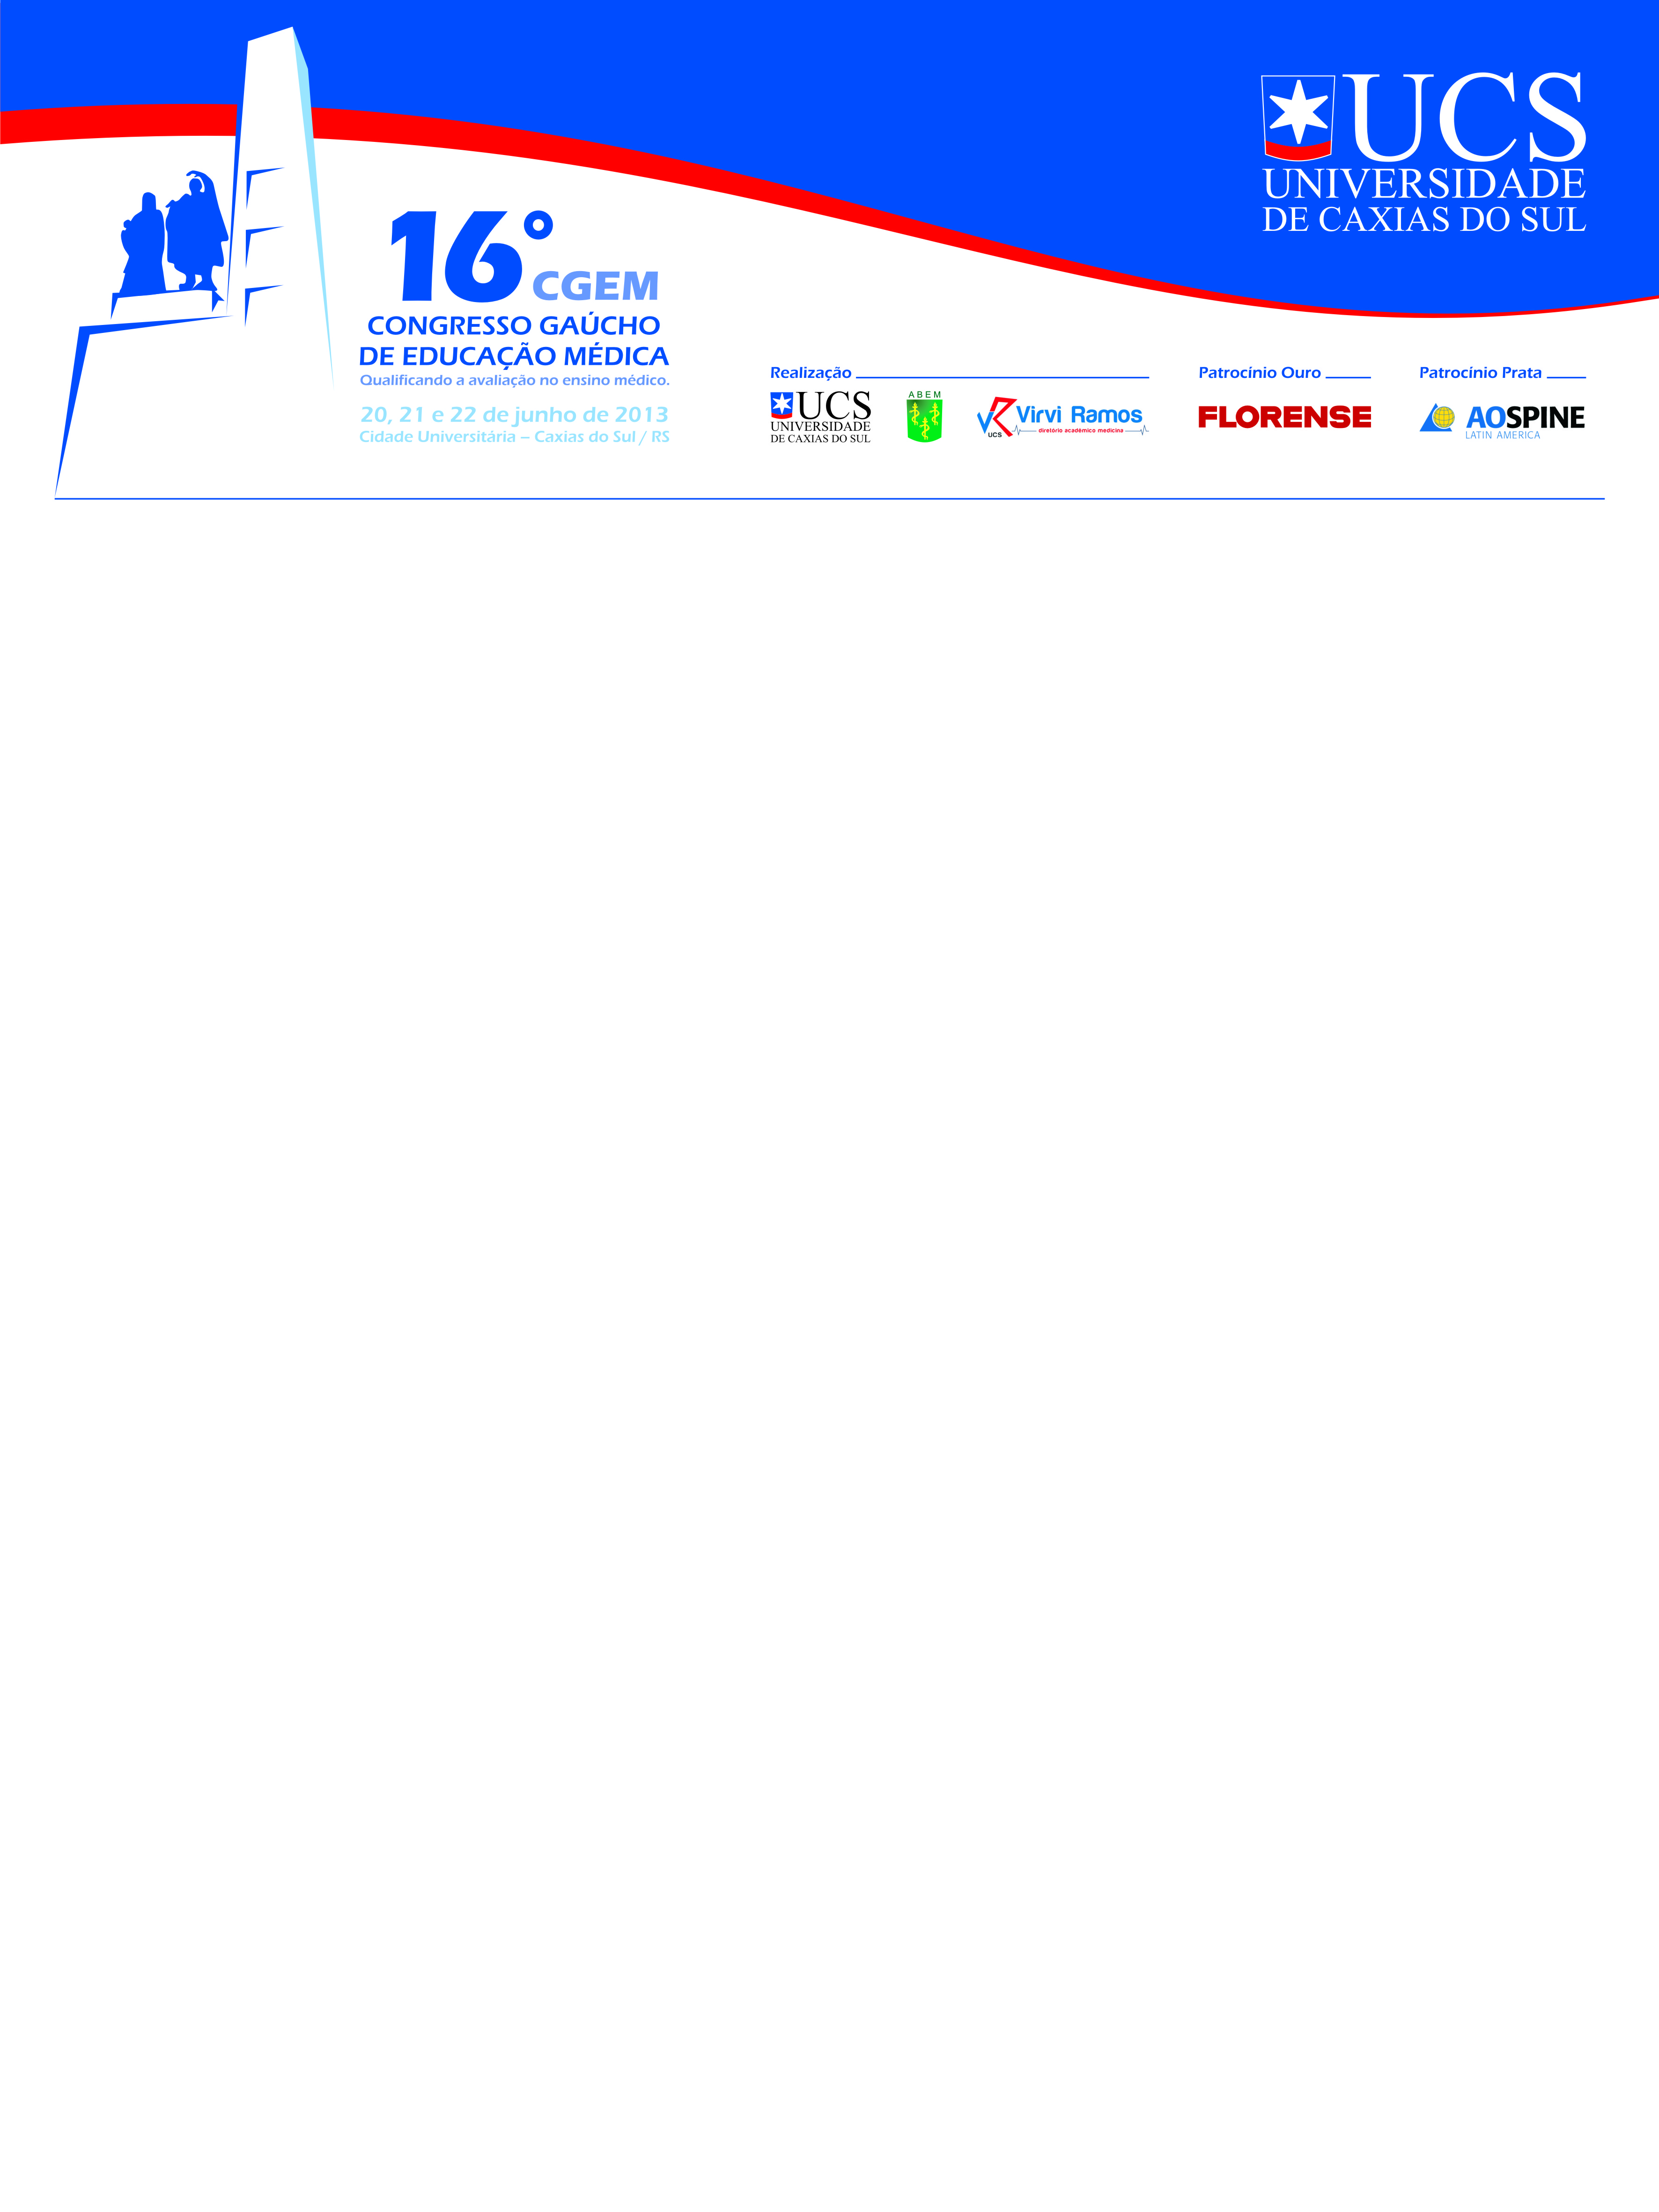 UCS
UNIVERSIDADE
DE CAXIAS DO SUL
16° CGEM
CONGRESSO GAÚCHO
DE EDUCAÇÃO MÉDICA
Qualificando a avaliação no ensino médico.
20, 21 e 22 de junho de 2013
Cidade Universitária – Caxias do Sul / RS
Realização
UCS
UNIVERSIDADE
DE CAXIAS DO SUL
ABEM
VR UCS
Virvi Ramos
diretório acadêmico medicina
Patrocínio Ouro
FLORENSE
Patrocínio Prata
AOSPINE
LATIN AMERICA